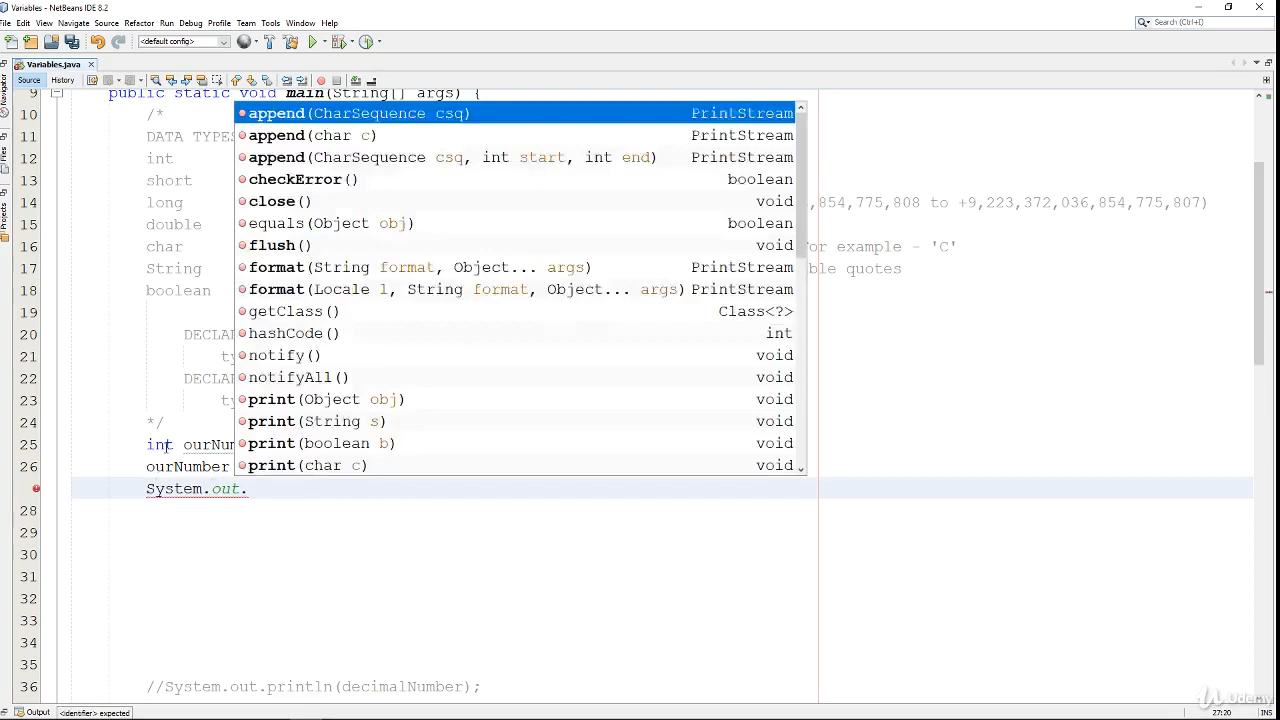 Variables - NetBeans IDE 8.2
File Edit View Navigate Source Refactor Run Debug Profile Team Tools Window Help
<default config>
Search (Ctrl+I)
Variables.java
Source History
Navigator
Files
Projects
9 public static void main(String[] args) {
10 /*
11 DATA TYPES
12 int
13 short
14 long ,854,775,808 to +9,223,372,036,854,775,807)
15 double
16 char or example - 'C'
17 String ble quotes
18 boolean
19
20 DECLA
21 ty
22 DECLA
23 ty
24 */
25 int ourNum
26 ourNumber
System.out.
28
29
30
31
32
33
34
35
36 //System.out.println(decimalNumber);
append(CharSequence csq) PrintStream
append(char c) PrintStream
append(CharSequence csq, int start, int end) PrintStream
checkError() boolean
close() void
equals(Object obj) boolean
flush() void
format(String format, Object... args) PrintStream
format(Locale l, String format, Object... args) PrintStream
getClass() Class<?>
hashCode() int
notify() void
notifyAll() void
print(Object obj) void
print(String s) void
print(boolean b) void
print(char c) void
Udemy
Output <identifier> expected 27:20 INS